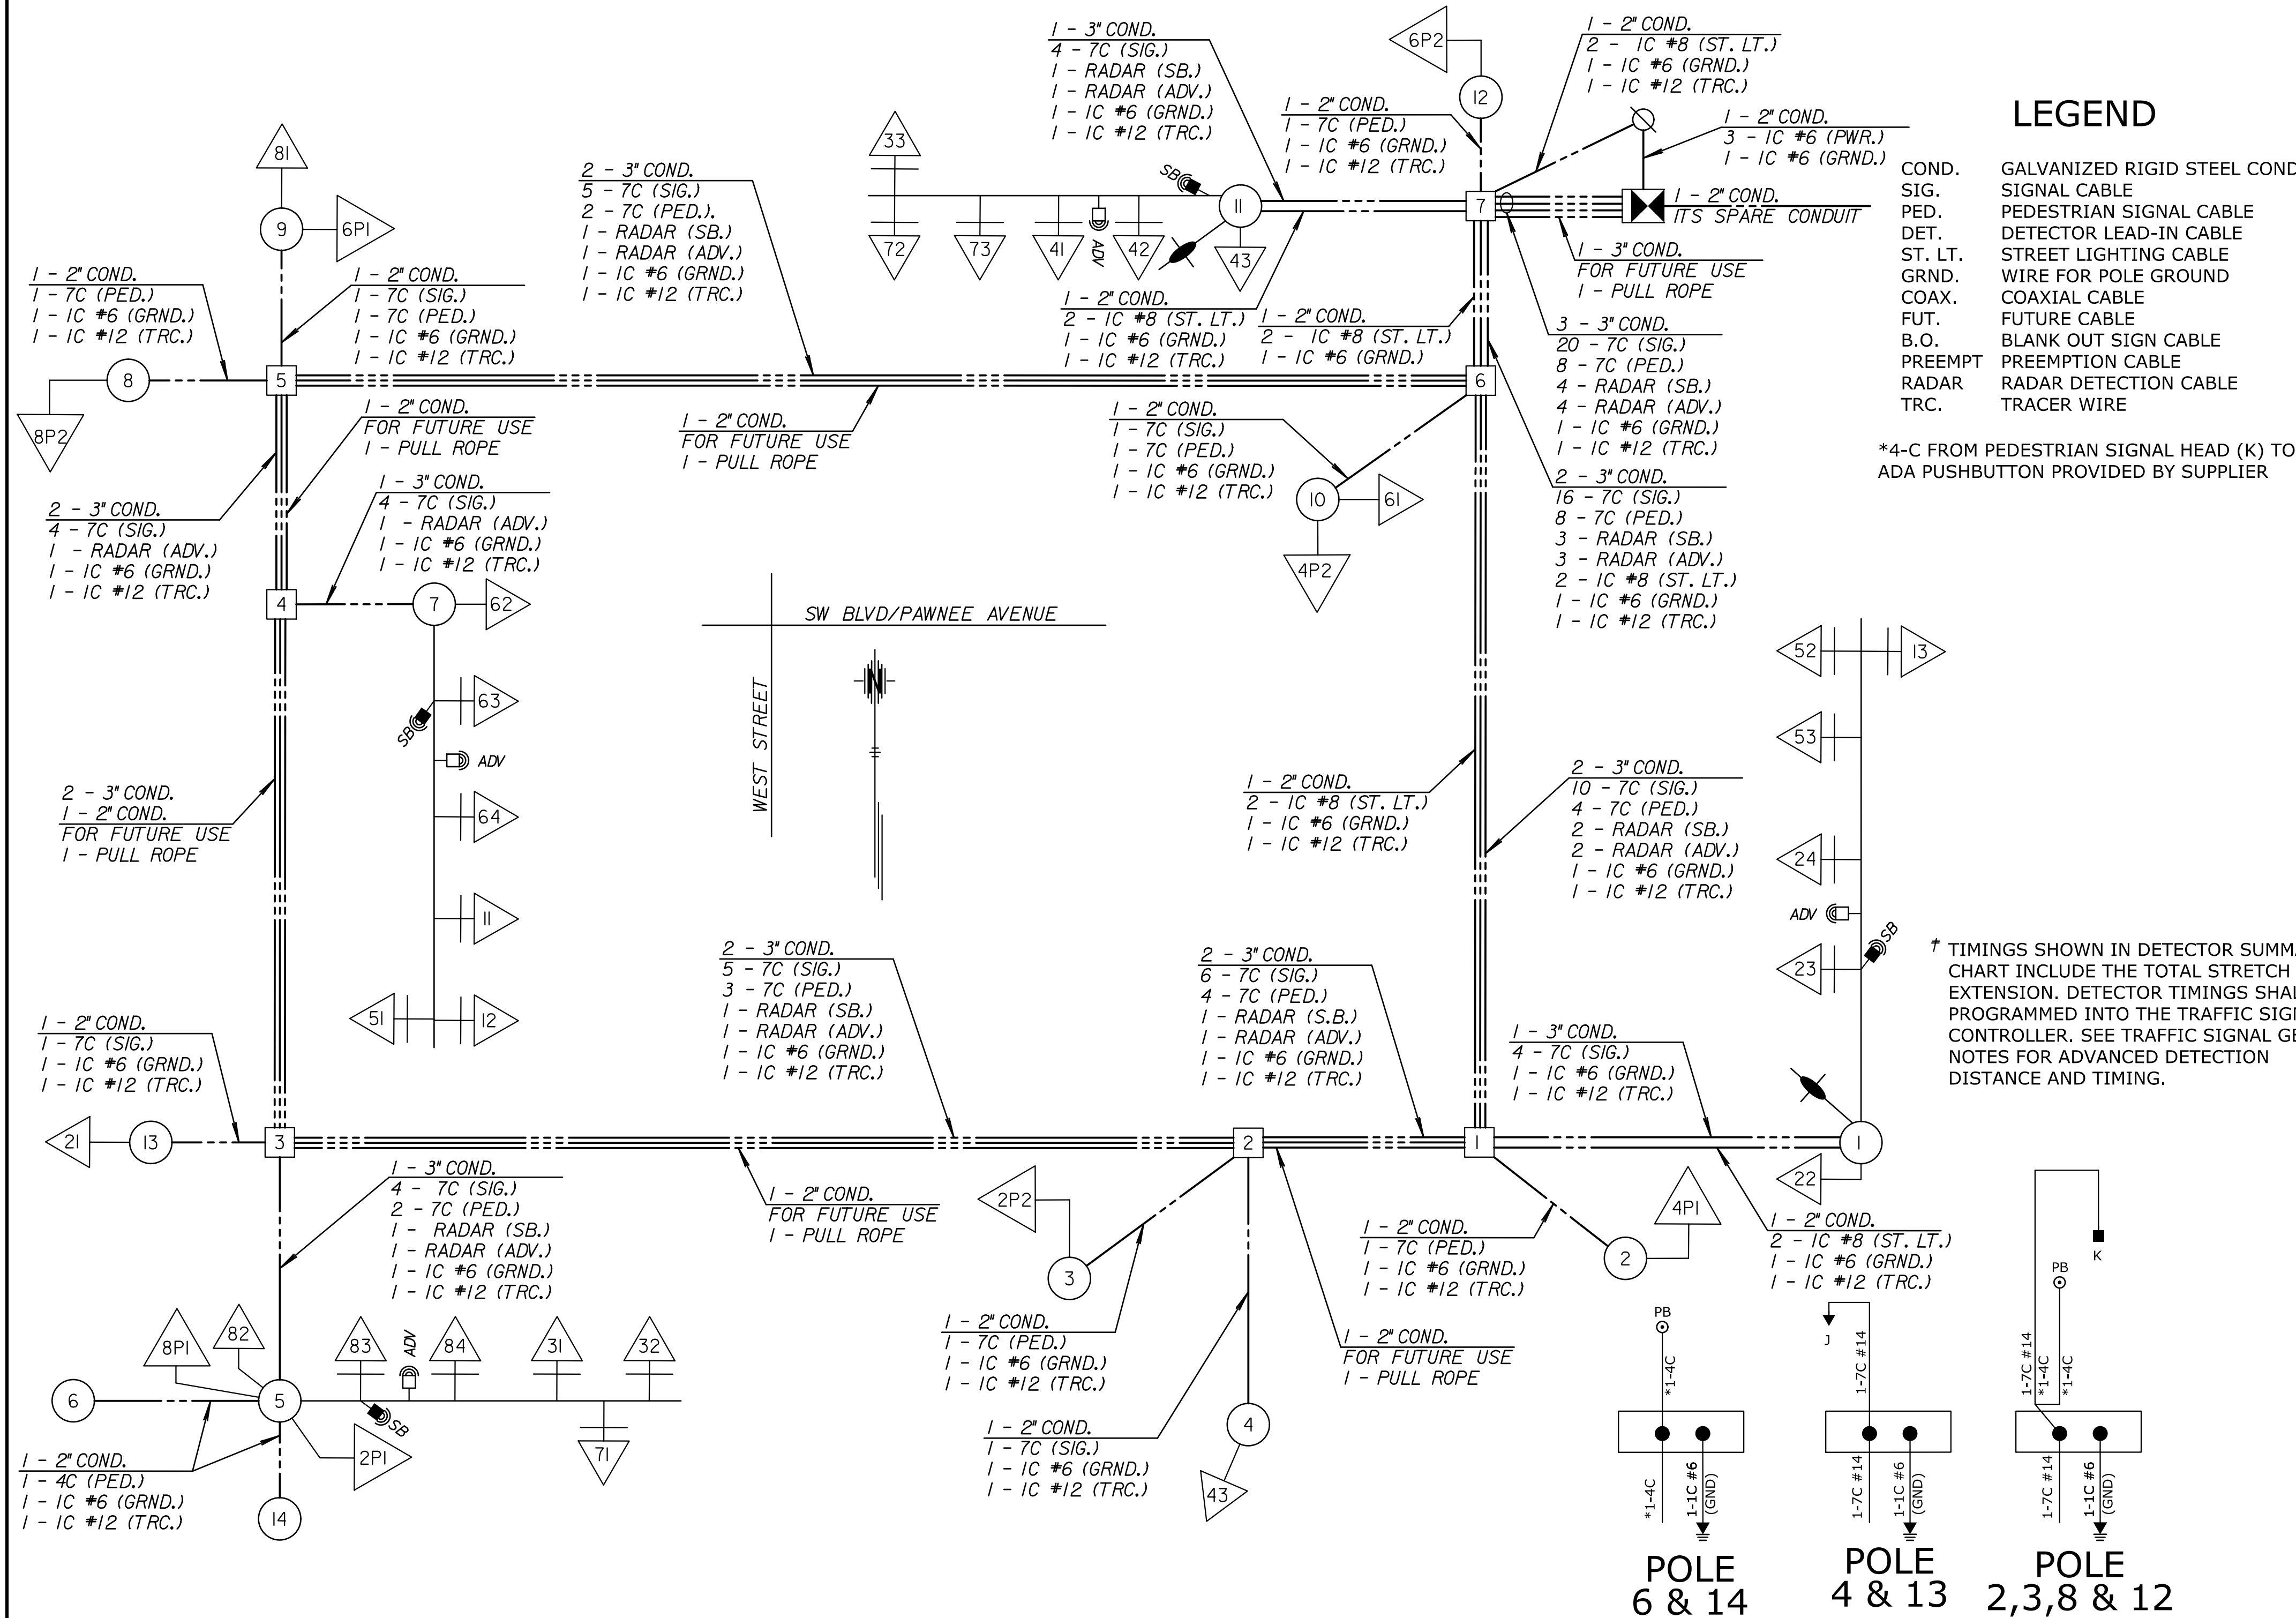 1 - 3" COND.
4 - 7C (SIG.)
1 - RADAR (SB.)
1 - RADAR (ADV.)
1 - 1C #6 (GRND.)
1 - 1C #12 (TRC.)
6P2
12
1 - 2" COND.
2 - 1C #8 (ST. LT.)
1 - 1C #6 (GRND.)
1 - 1C #12 (TRC.)
1 - 2" COND.
1 - 7C (PED.)
1 - 1C #6 (GRND.)
1 - 1C #12 (TRC.)
1 - 2" COND.
3 - 1C #6 (PWR.)
1 - 1C #6 (GRND.)
LEGEND
COND. GALVANIZED RIGID STEEL COND
SIG. SIGNAL CABLE
PED. PEDESTRIAN SIGNAL CABLE
DET. DETECTOR LEAD-IN CABLE
ST. LT. STREET LIGHTING CABLE
GRND. WIRE FOR POLE GROUND
COAX. COAXIAL CABLE
FUT. FUTURE CABLE
B.O. BLANK OUT SIGN CABLE
PREEMPT PREEMPTION CABLE
RADAR RADAR DETECTION CABLE
TRC. TRACER WIRE
*4-C FROM PEDESTRIAN SIGNAL HEAD (K) TO
ADA PUSHBUTTON PROVIDED BY SUPPLIER
81
9
6P1
33
72
73
41
ADV
42
SB
11
43
7
1 - 2" COND.
ITS SPARE CONDUIT
1 - 3" COND.
FOR FUTURE USE
1 - PULL ROPE
2 - 3" COND.
5 - 7C (SIG.)
2 - 7C (PED.).
1 - RADAR (SB.)
1 - RADAR (ADV.)
1 - 1C #6 (GRND.)
1 - 1C #12 (TRC.)
1 - 2" COND.
1 - 7C (PED.)
1 - 1C #6 (GRND.)
1 - 1C #12 (TRC.)
1 - 2" COND.
1 - 7C (SIG.)
1 - 7C (PED.)
1 - 1C #6 (GRND.)
1 - 1C #12 (TRC.)
1 - 2" COND.
2 - 1C #8 (ST. LT.)
1 - 1C #6 (GRND.)
1 - 1C #12 (TRC.)
1 - 2" COND.
2 - 1C #8 (ST. LT.)
1 - 1C #6 (GRND.)
3 - 3" COND.
20 - 7C (SIG.)
8 - 7C (PED.)
4 - RADAR (SB.)
4 - RADAR (ADV.)
1 - 1C #6 (GRND.)
1 - 1C #12 (TRC.)
8
5
6
8P2
1 - 2" COND.
FOR FUTURE USE
1 - PULL ROPE
1 - 2" COND.
FOR FUTURE USE
1 - PULL ROPE
1 - 2" COND.
1 - 7C (SIG.)
1 - 7C (PED.)
1 - 1C #6 (GRND.)
1 - 1C #12 (TRC.)
10
61
4P2
2 - 3" COND.
16 - 7C (SIG.)
8 - 7C (PED.)
3 - RADAR (SB.)
3 - RADAR (ADV.)
2 - 1C #8 (ST. LT.)
1 - 1C #6 (GRND.)
1 - 1C #12 (TRC.)
2 - 3" COND.
4 - 7C (SIG.)
1 - RADAR (ADV.)
1 - 1C #6 (GRND.)
1 - 1C #12 (TRC.)
1 - 3" COND.
4 - 7C (SIG.)
1 - RADAR (ADV.)
1 - 1C #6 (GRND.)
1 - 1C #12 (TRC.)
4
7
62
63
SB
ADV
64
11
51
12
SW BLVD/PAWNEE AVENUE
WEST STREET
N
52
13
53
24
ADV
SB
23
2 - 3" COND.
1 - 2" COND.
FOR FUTURE USE
1 - PULL ROPE
1 - 2" COND.
2 - 1C #8 (ST. LT.)
1 - 1C #6 (GRND.)
1 - 1C #12 (TRC.)
2 - 3" COND.
10 - 7C (SIG.)
4 - 7C (PED.)
2 - RADAR (SB.)
2 - RADAR (ADV.)
1 - 1C #6 (GRND.)
1 - 1C #12 (TRC.)
† TIMINGS SHOWN IN DETECTOR SUMM
CHART INCLUDE THE TOTAL STRETCH
EXTENSION. DETECTOR TIMINGS SHAL
PROGRAMMED INTO THE TRAFFIC SIGN
CONTROLLER. SEE TRAFFIC SIGNAL GE
NOTES FOR ADVANCED DETECTION
DISTANCE AND TIMING.
1 - 2" COND.
1 - 7C (SIG.)
1 - 1C #6 (GRND.)
1 - 1C #12 (TRC.)
2 - 3" COND.
5 - 7C (SIG.)
3 - 7C (PED.)
1 - RADAR (SB.)
1 - RADAR (ADV.)
1 - 1C #6 (GRND.)
1 - 1C #12 (TRC.)
2 - 3" COND.
6 - 7C (SIG.)
4 - 7C (PED.)
1 - RADAR (S.B.)
1 - RADAR (ADV.)
1 - 1C #6 (GRND.)
1 - 1C #12 (TRC.)
1 - 3" COND.
4 - 7C (SIG.)
1 - 1C #6 (GRND.)
1 - 1C #12 (TRC.)
21
13
3
2
1
1
22
1 - 3" COND.
4 - 7C (SIG.)
2 - 7C (PED.)
1 - RADAR (SB.)
1 - RADAR (ADV.)
1 - 1C #6 (GRND.)
1 - 1C #12 (TRC.)
1 - 2" COND.
FOR FUTURE USE
1 - PULL ROPE
2P2
3
1 - 2" COND.
1 - 7C (PED.)
1 - 1C #6 (GRND.)
1 - 1C #12 (TRC.)
4P1
2
1 - 2" COND.
2 - 1C #8 (ST. LT.)
1 - 1C #6 (GRND.)
1 - 1C #12 (TRC.)
8P1
82
83
ADV
84
31
32
6
5
SB
71
2P1
14
1 - 2" COND.
1 - 4C (PED.)
1 - 1C #6 (GRND.)
1 - 1C #12 (TRC.)
1 - 2" COND.
1 - 7C (PED.)
1 - 1C #6 (GRND.)
1 - 1C #12 (TRC.)
1 - 2" COND.
FOR FUTURE USE
1 - PULL ROPE
1 - 2" COND.
1 - 7C (SIG.)
1 - 1C #6 (GRND.)
1 - 1C #12 (TRC.)
4
43
PB
*1-4C
*1-4C
1-1C #6
(GND)
POLE
6 & 14
J
1-7C #14
1-7C #14
1-1C #6
(GND)
POLE
4 & 13
K
PB
1-7C #14
*1-4C
*1-4C
1-7C #14
1-1C #6
(GND)
POLE
2,3,8 & 12